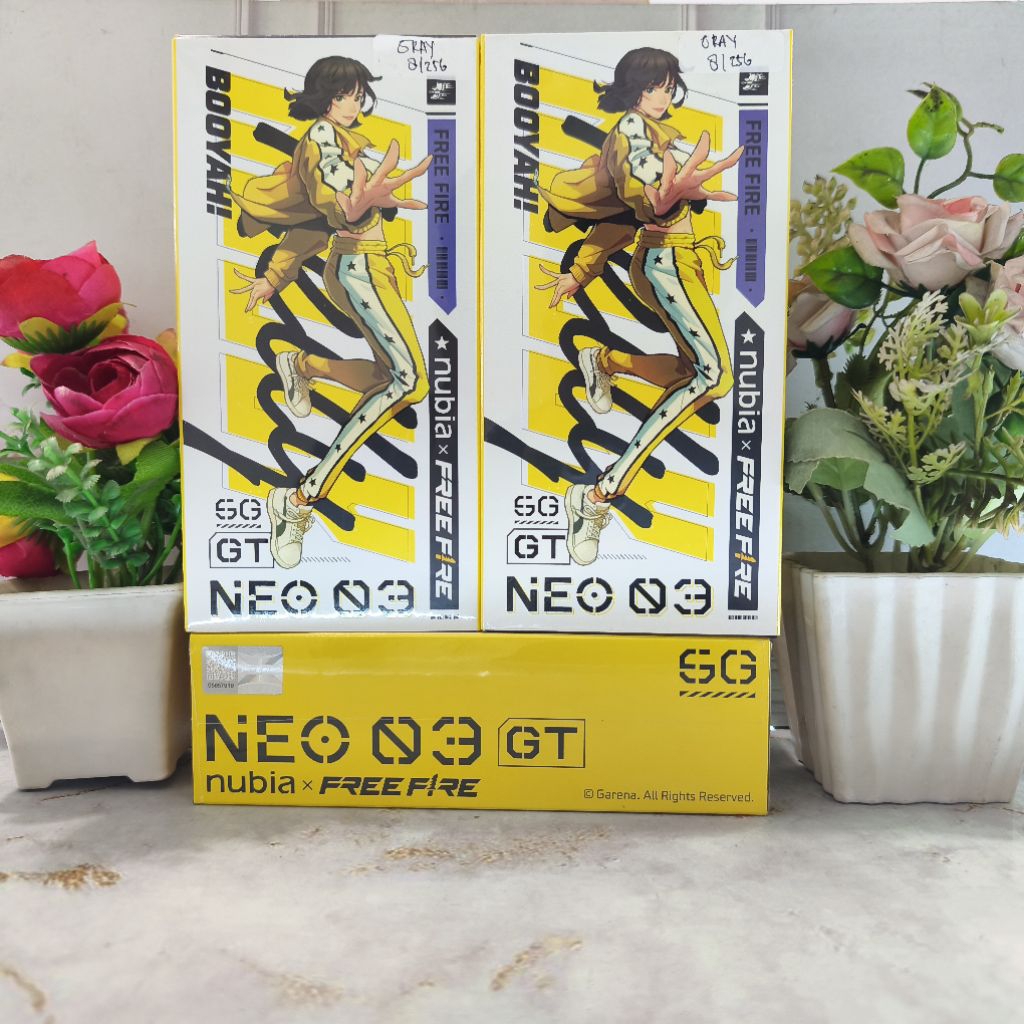 GRAY
8/256
BOOYAH!
FREE FIRE
nubia × FREE FIRE
5G
GT
NEO 03
GRAY
8/256
BOOYAH!
FREE FIRE
nubia × FREE FIRE
5G
GT
NEO 03
5G
NEO 03 GT
nubia × FREE FIRE
© Garena. All Rights Reserved.